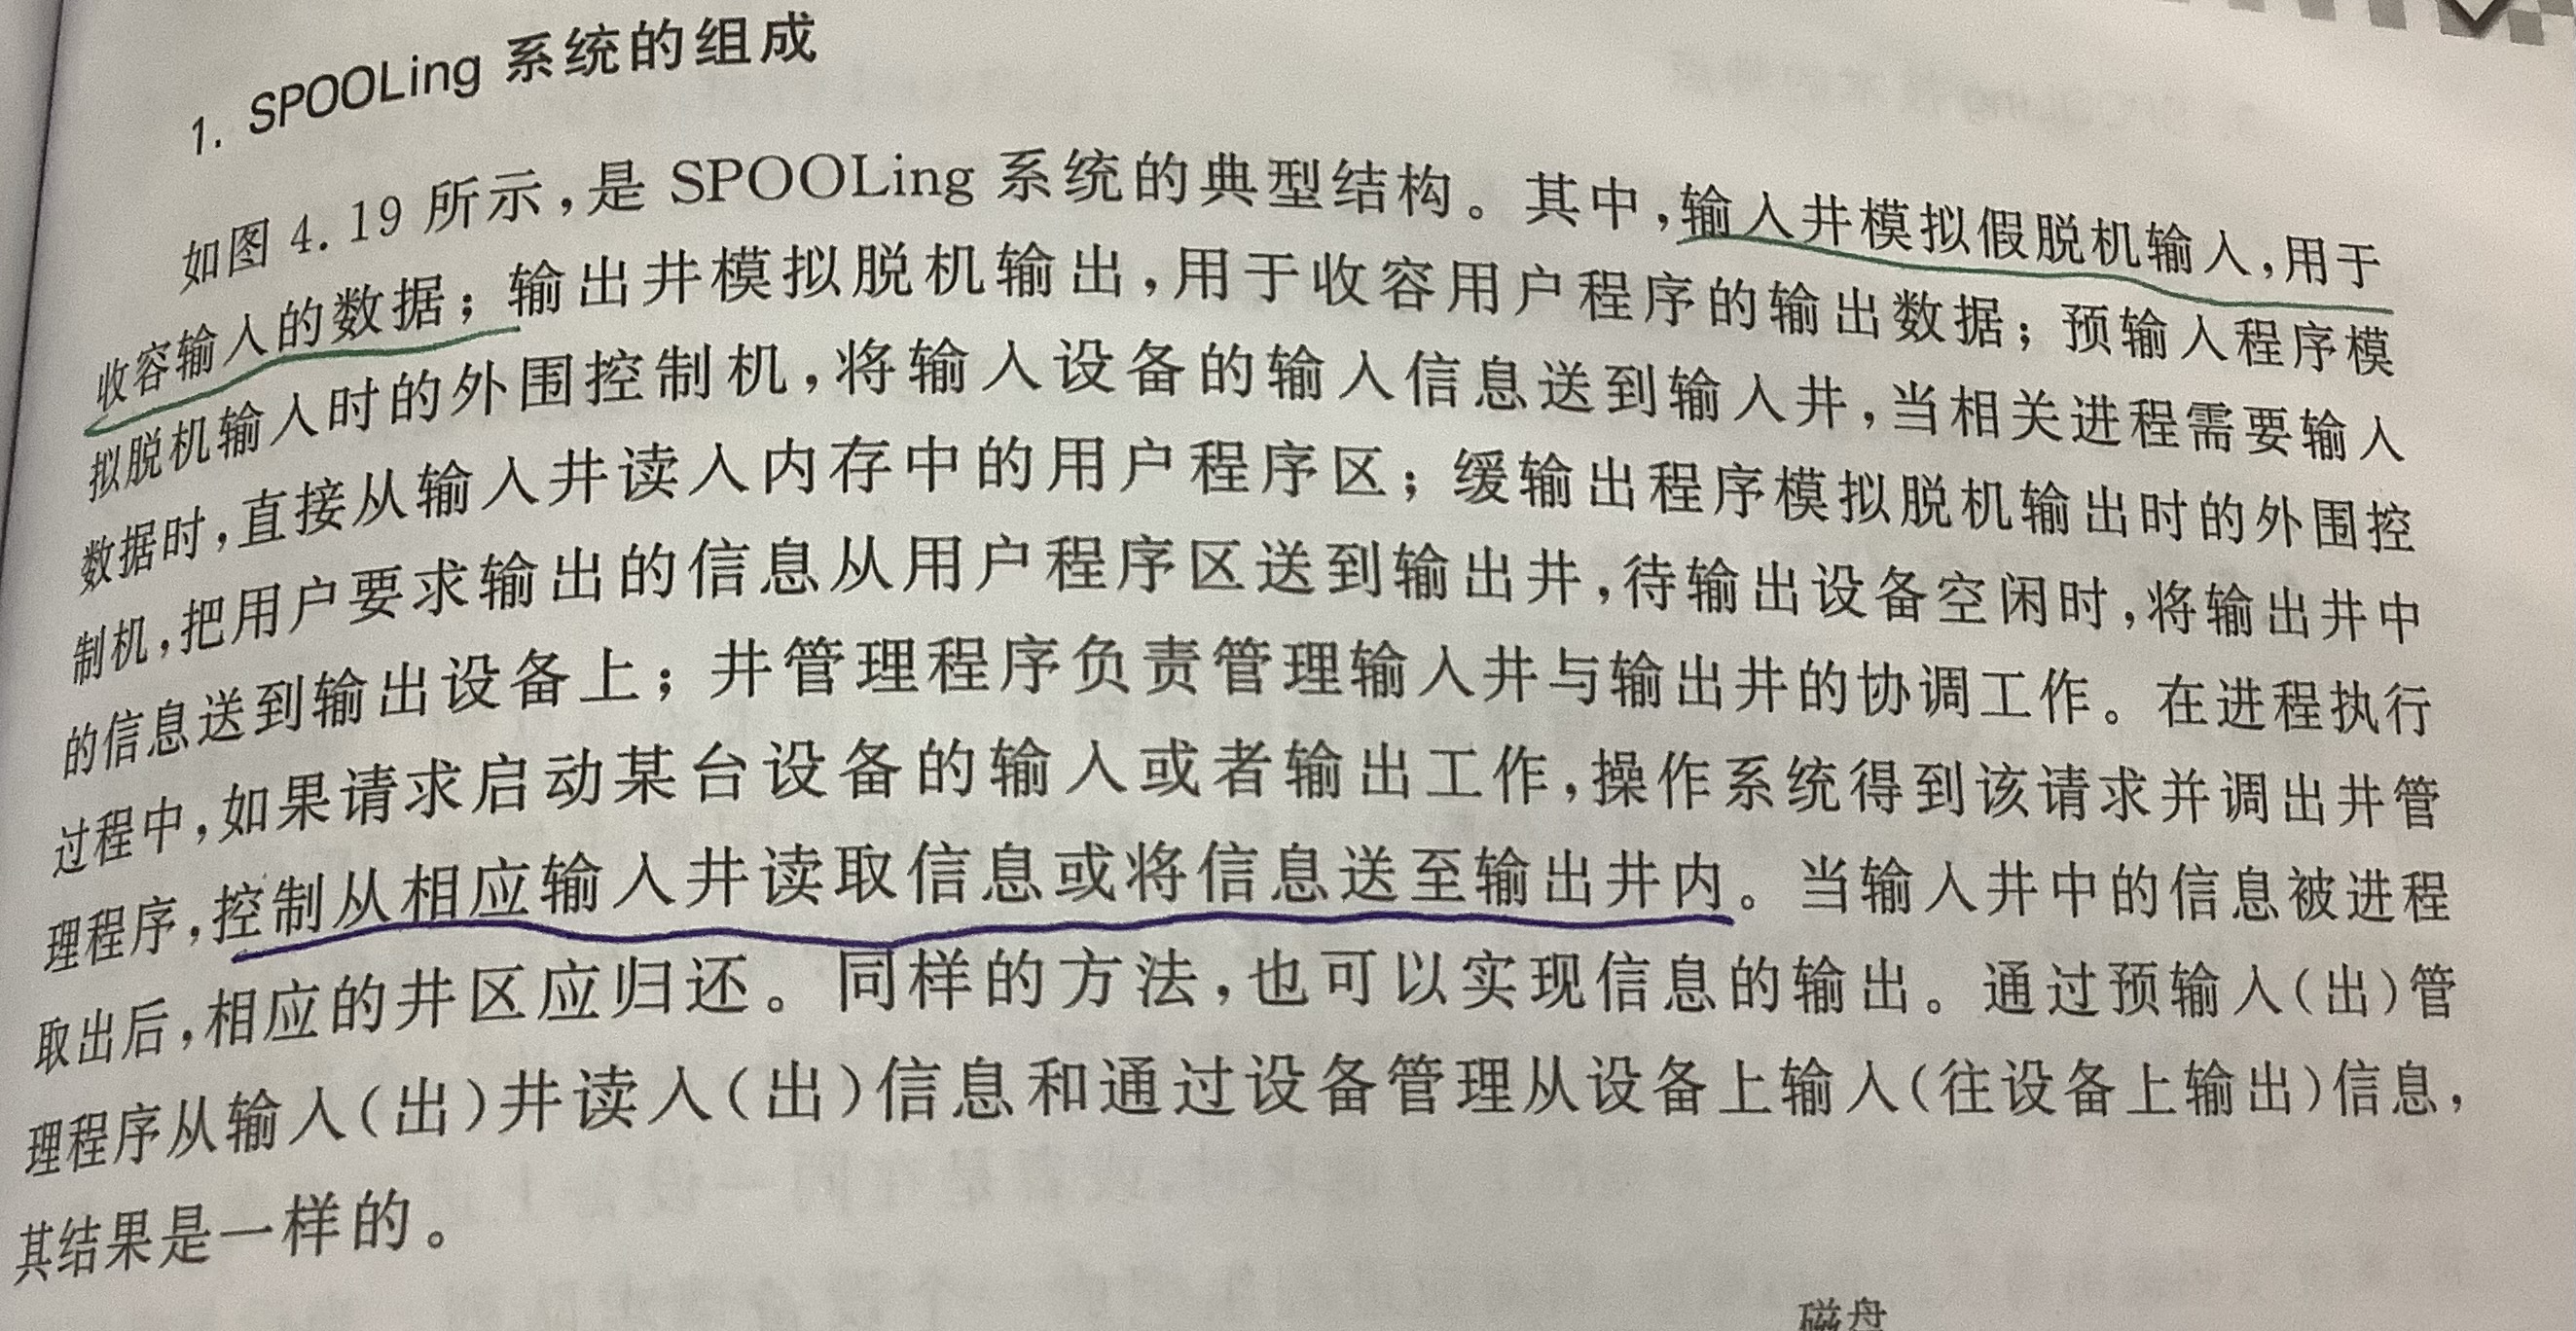 1. SPOOLing 系统的组成
如图 4.19 所示,是 SPOOLing 系统的典型结构。其中,输入井模拟假脱机输入,用于
收容输入的数据；输出井模拟脱机输出,用于收容用户程序的输出数据；预输入程序模
拟脱机输入时的外围控制机,将输入设备的输入信息送到输入井,当相关进程需要输入
数据时,直接从输入井读入内存中的用户程序区；缓输出程序模拟脱机输出时的外围控
制机,把用户要求输出的信息从用户程序区送到输出井,待输出设备空闲时,将输出井中
的信息送到输出设备上；井管理程序负责管理输入井与输出井的协调工作。在进程执行
过程中,如果请求启动某台设备的输入或者输出工作,操作系统得到该请求并调出井管
理程序,控制从相应输入井读取信息或将信息送至输出井内。当输入井中的信息被进程
取出后,相应的井区应归还。同样的方法,也可以实现信息的输出。通过预输入(出)管
理程序从输入(出)井读入(出)信息和通过设备管理从设备上输入(往设备上输出)信息,
其结果是一样的。
磁盘